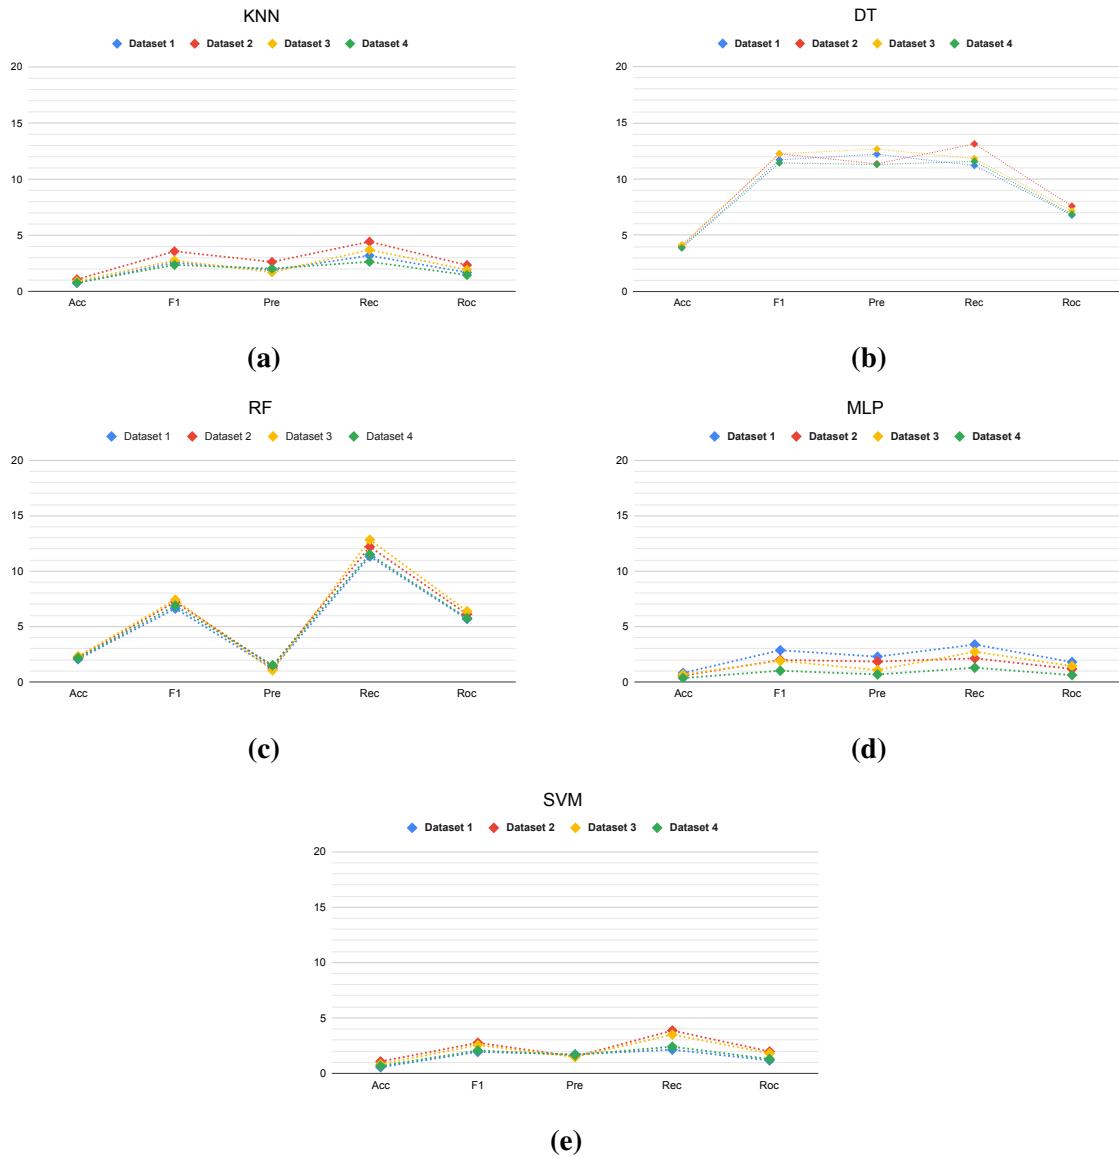 KNN
Dataset 1 Dataset 2 Dataset 3 Dataset 4
20
15
10
5
0
Acc F1 Pre Rec Roc
(a)
DT
Dataset 1 Dataset 2 Dataset 3 Dataset 4
20
15
10
5
0
Acc F1 Pre Rec Roc
(b)
RF
Dataset 1 Dataset 2 Dataset 3 Dataset 4
20
15
10
5
0
Acc F1 Pre Rec Roc
(c)
MLP
Dataset 1 Dataset 2 Dataset 3 Dataset 4
20
15
10
5
0
Acc F1 Pre Rec Roc
(d)
SVM
Dataset 1 Dataset 2 Dataset 3 Dataset 4
20
15
10
5
0
Acc F1 Pre Rec Roc
(e)